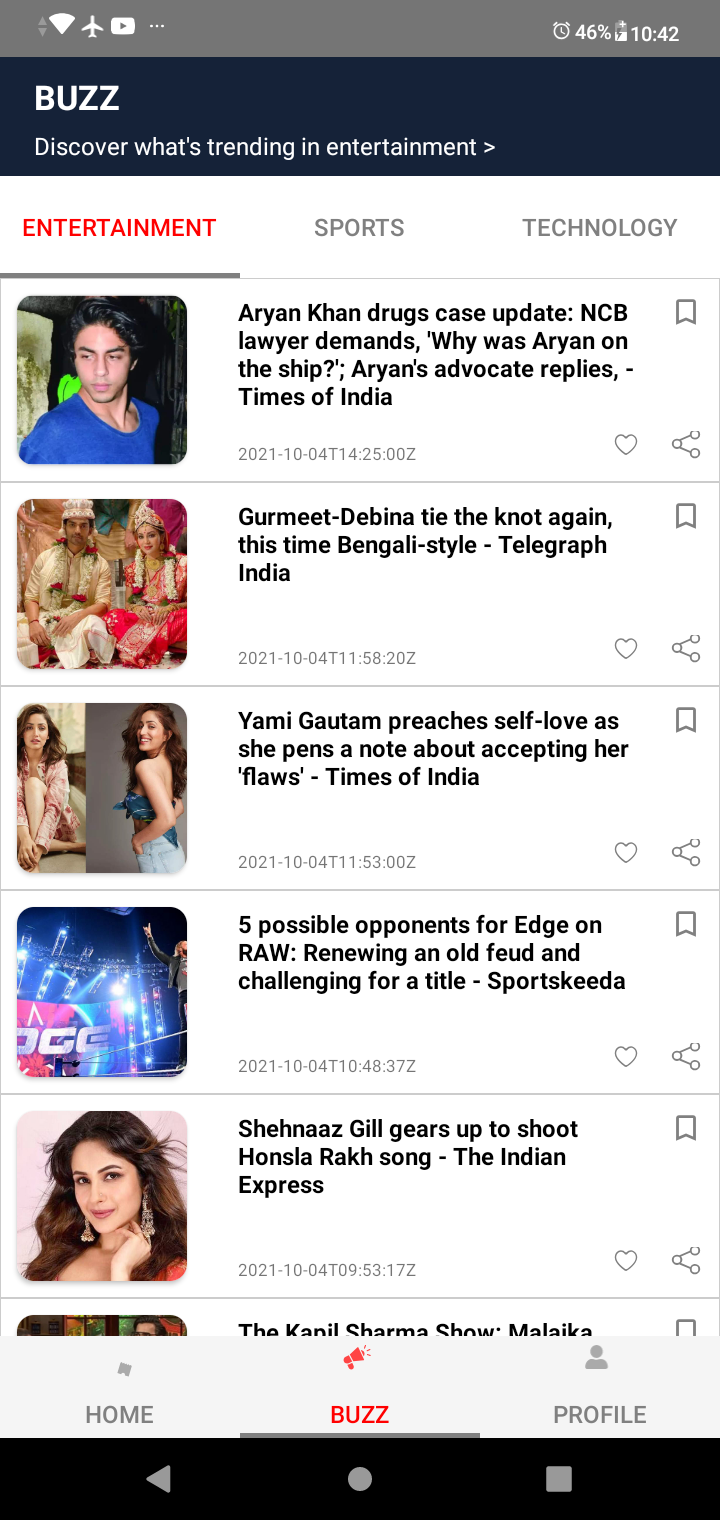 46% 10:42
BUZZ
Discover what's trending in entertainment >
ENTERTAINMENT SPORTS TECHNOLOGY
Aryan Khan drugs case update: NCB
lawyer demands, 'Why was Aryan on
the ship?'; Aryan's advocate replies, -
Times of India
2021-10-04T14:25:00Z
Gurmeet-Debina tie the knot again,
this time Bengali-style - Telegraph
India
2021-10-04T11:58:20Z
Yami Gautam preaches self-love as
she pens a note about accepting her
'flaws' - Times of India
2021-10-04T11:53:00Z
5 possible opponents for Edge on
RAW: Renewing an old feud and
challenging for a title - Sportskeeda
DGE
2021-10-04T10:48:37Z
Shehnaaz Gill gears up to shoot
Honsla Rakh song - The Indian
Express
2021-10-04T09:53:17Z
The Kapil Sharma Show: Malaika
HOME BUZZ PROFILE